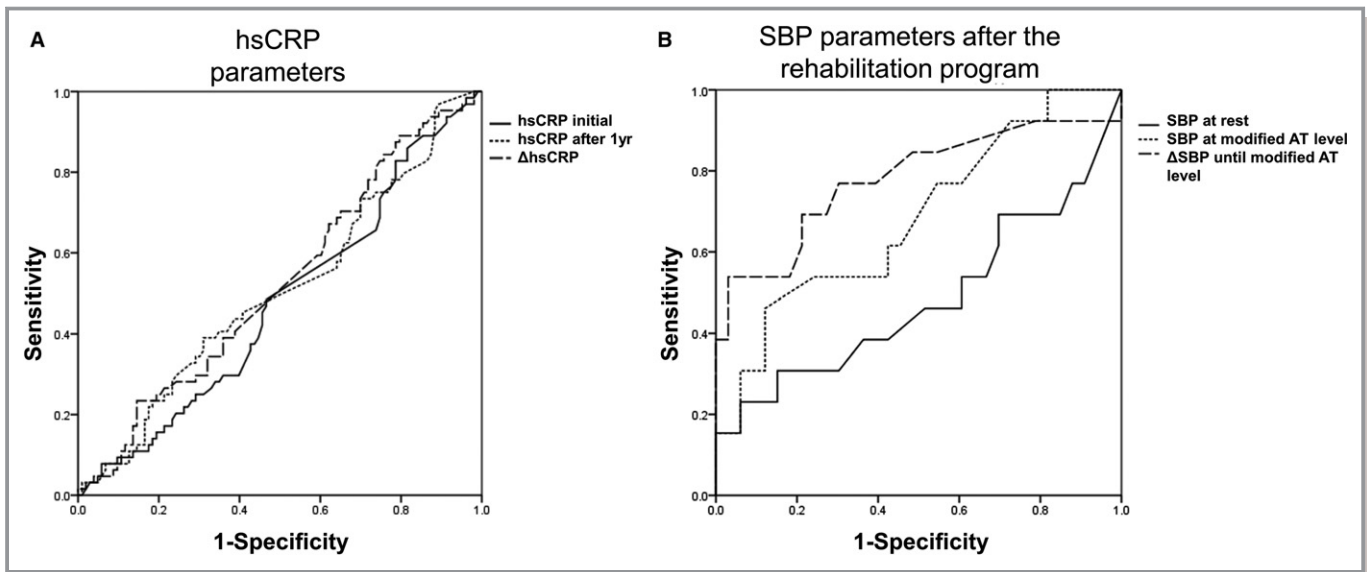 A
hsCRP
parameters
1.0
0.8
0.6
0.4
0.2
0.0
Sensitivity
0.0 0.2 0.4 0.6 0.8 1.0
1-Specificity
hsCRP initial
hsCRP after 1yr
ΔhsCRP
B
SBP parameters after the
rehabilitation program
1.0
0.8
0.6
0.4
0.2
0.0
Sensitivity
0.0 0.2 0.4 0.6 0.8 1.0
1-Specificity
SBP at rest
SBP at modified AT level
ΔSBP until modified AT
level